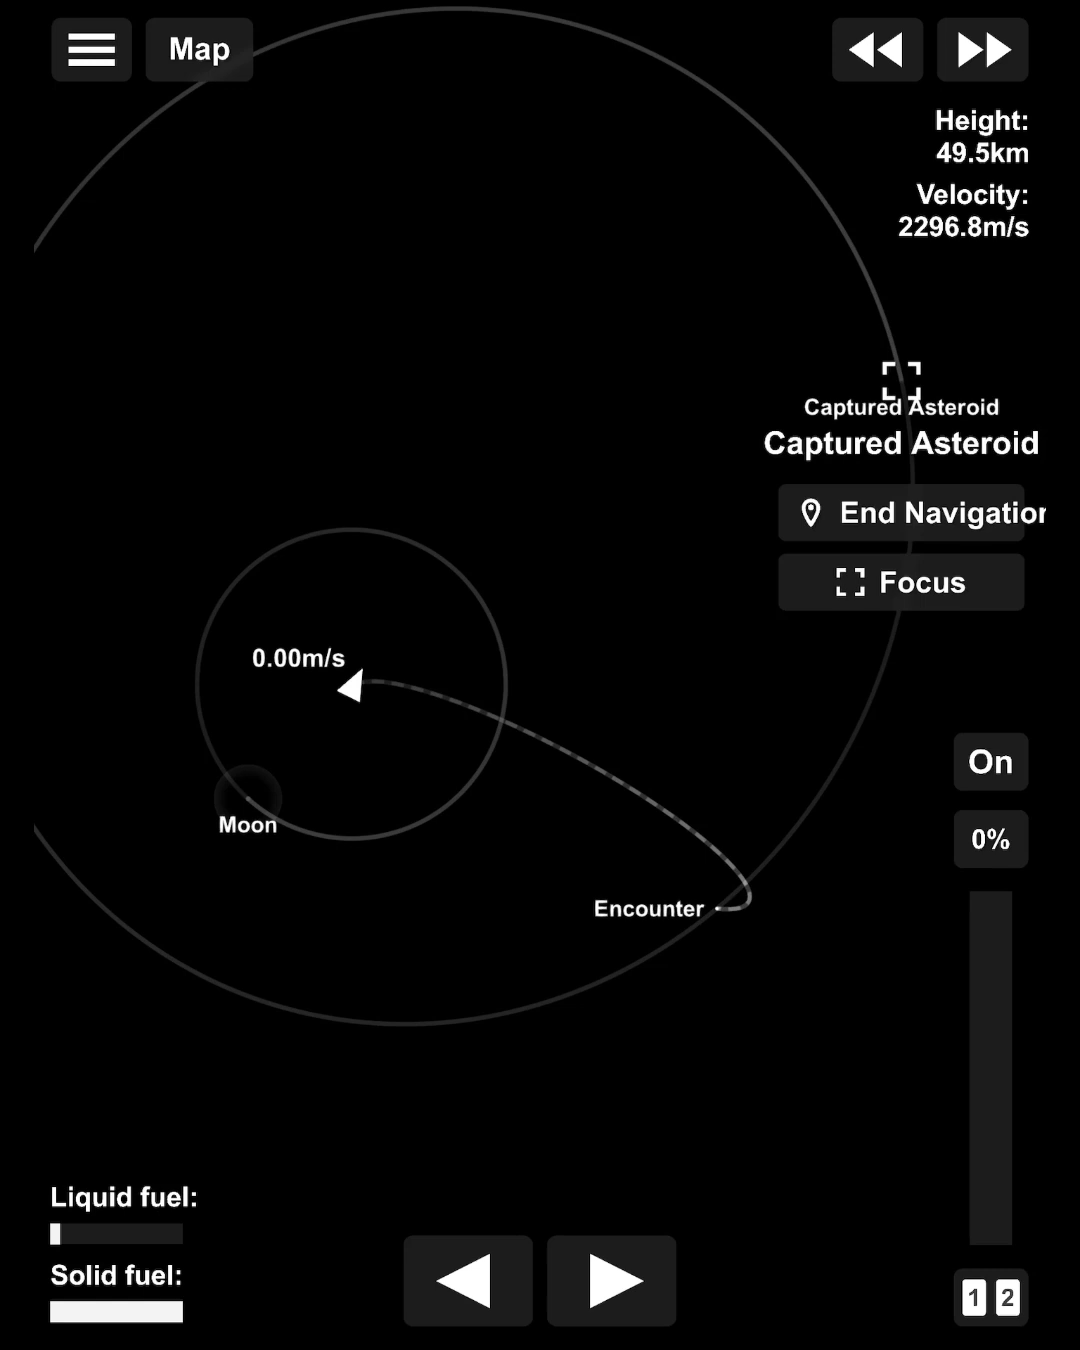 Map
Height:
49.5km
Velocity:
2296.8m/s
Captured Asteroid
Captured Asteroid
End Navigation
Focus
0.00m/s
Moon
Encounter
On
0%
Liquid fuel:
Solid fuel:
1 2